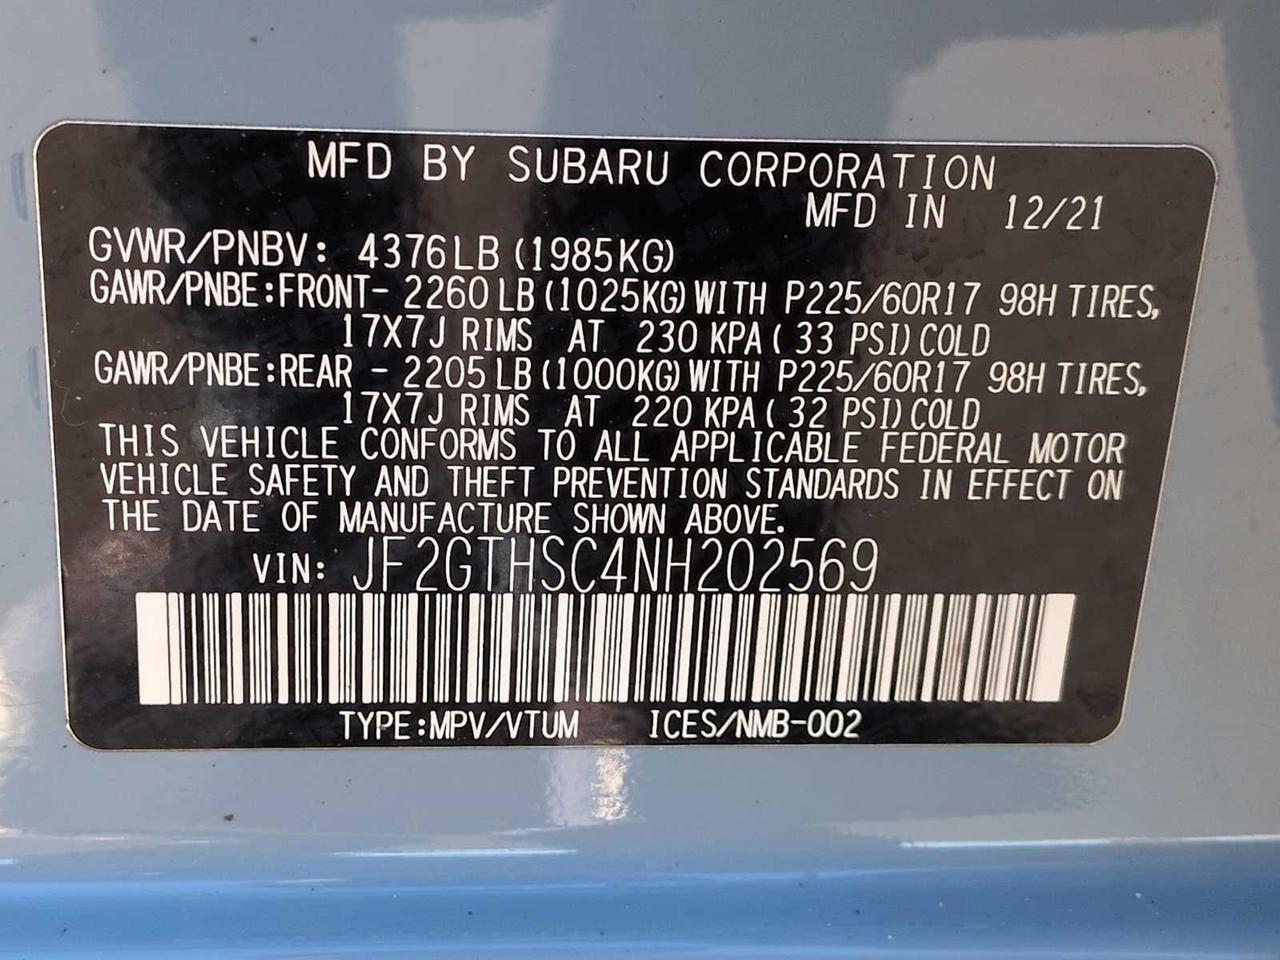 MFD BY SUBARU CORPORATION
MFD IN 12/21
GVWR/PNBV: 4376LB (1985KG)
GAWR/PNBE:FRONT- 2260LB(1025KG)WITH P225/60R17 98H TIRES,
17X7J RIMS AT 230 KPA( 33 PSI)COLD
GAWR/PNBE:REAR - 2205LB(1000KG)WITH P225/60R17 98H TIRES,
17X7J RIMS AT 220 KPA( 32 PSI)COLD
THIS VEHICLE CONFORMS TO ALL APPLICABLE FEDERAL MOTOR
VEHICLE SAFETY AND THEFT PREVENTION STANDARDS IN EFFECT ON
THE DATE OF MANUFACTURE SHOWN ABOVE.
VIN: JF2GTHSC4NH202569
TYPE:MPV/VTUM ICES/NMB-002